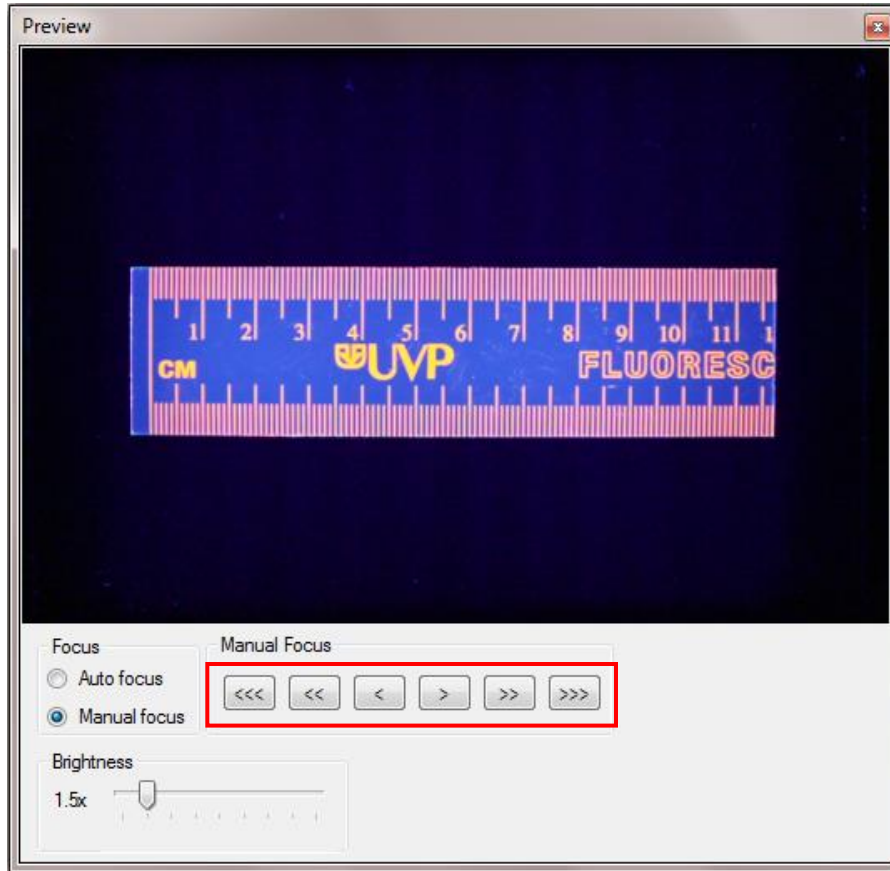 Preview
1 2 3 4 5 6 7 8 9 10 11 1
CM UVP FLUORESC
Focus
Manual Focus
Auto focus
<<< << < > >> >>>
Manual focus
Brightness
1.5x